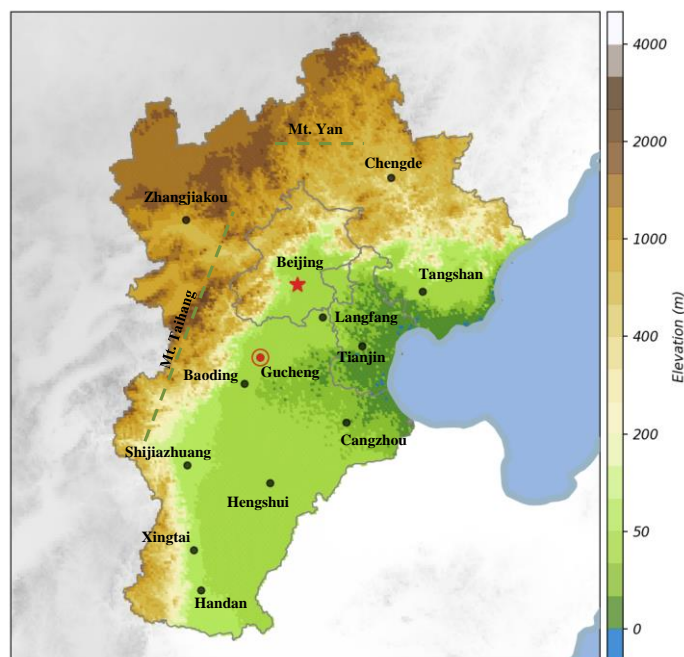 4000
Mt. Yan
2000
Chengde
Zhangjiakou
1000
Beijing
Tangshan
Langfang
Mt. Taihang
400
Tianjin
Gucheng
Baoding
Elevation (m)
Cangzhou
200
Shijiazhuang
Hengshui
50
Xingtai
Handan
0